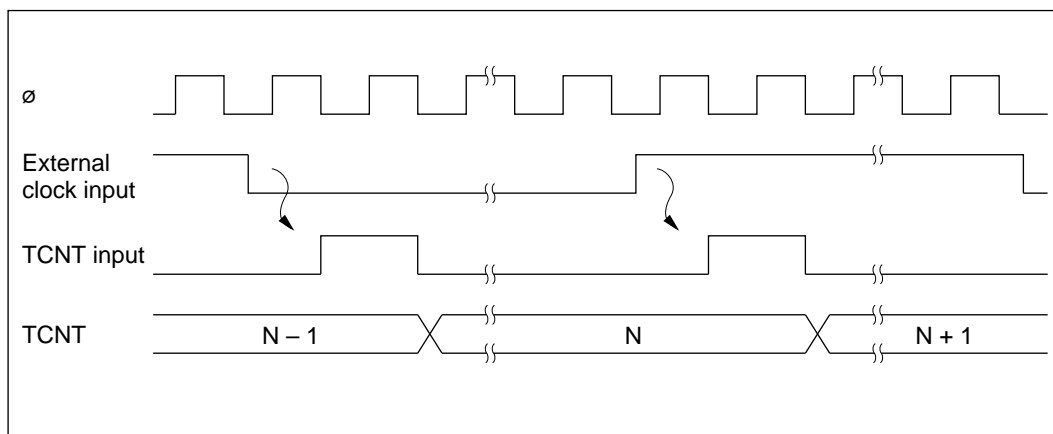 ø
External
clock input
TCNT input
TCNT
N – 1
N
N + 1